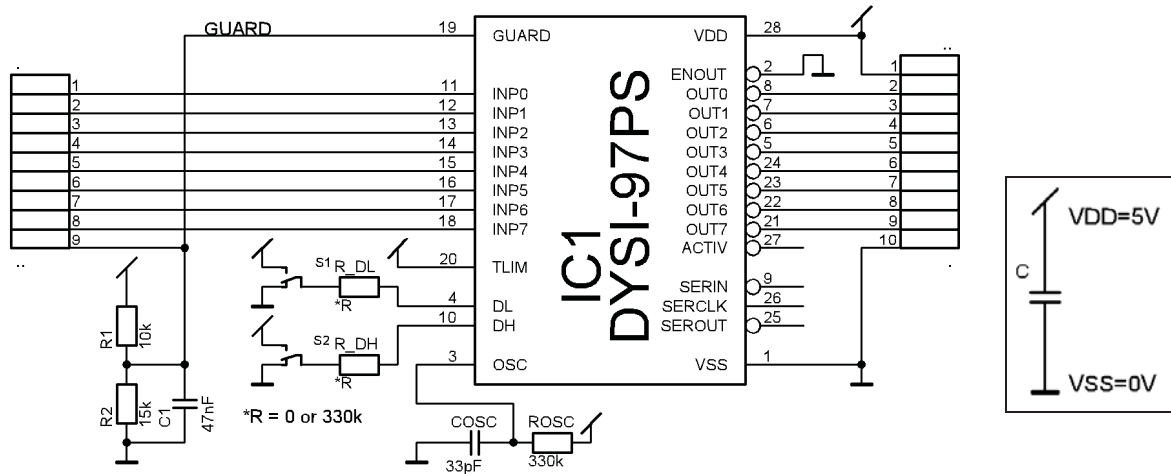 GUARD
19 GUARD VDD 28
ENOUT 2
1 11 INP0 OUT0 8 2
2 12 INP1 OUT1 7 3
3 13 INP2 OUT2 6 4
4 14 INP3 OUT3 5 5
5 15 INP4 OUT4 24 6
6 16 INP5 OUT5 23 7
7 17 INP6 OUT6 22 8
8 18 INP7 OUT7 21 9
9 ACTIV 27 10
1
20 TLIM
SERIN 9
SERCLK 26
SEROUT 25
S1 R_DL 4 DL
*R
10 DH
S2 R_DH
*R
3 OSC VSS 1
IC1
DYSI-97PS
R1
10k
R2
15k
C1
47nF
*R = 0 or 330k
COSC
33pF
ROSC
330k
VDD=5V
C
VSS=0V